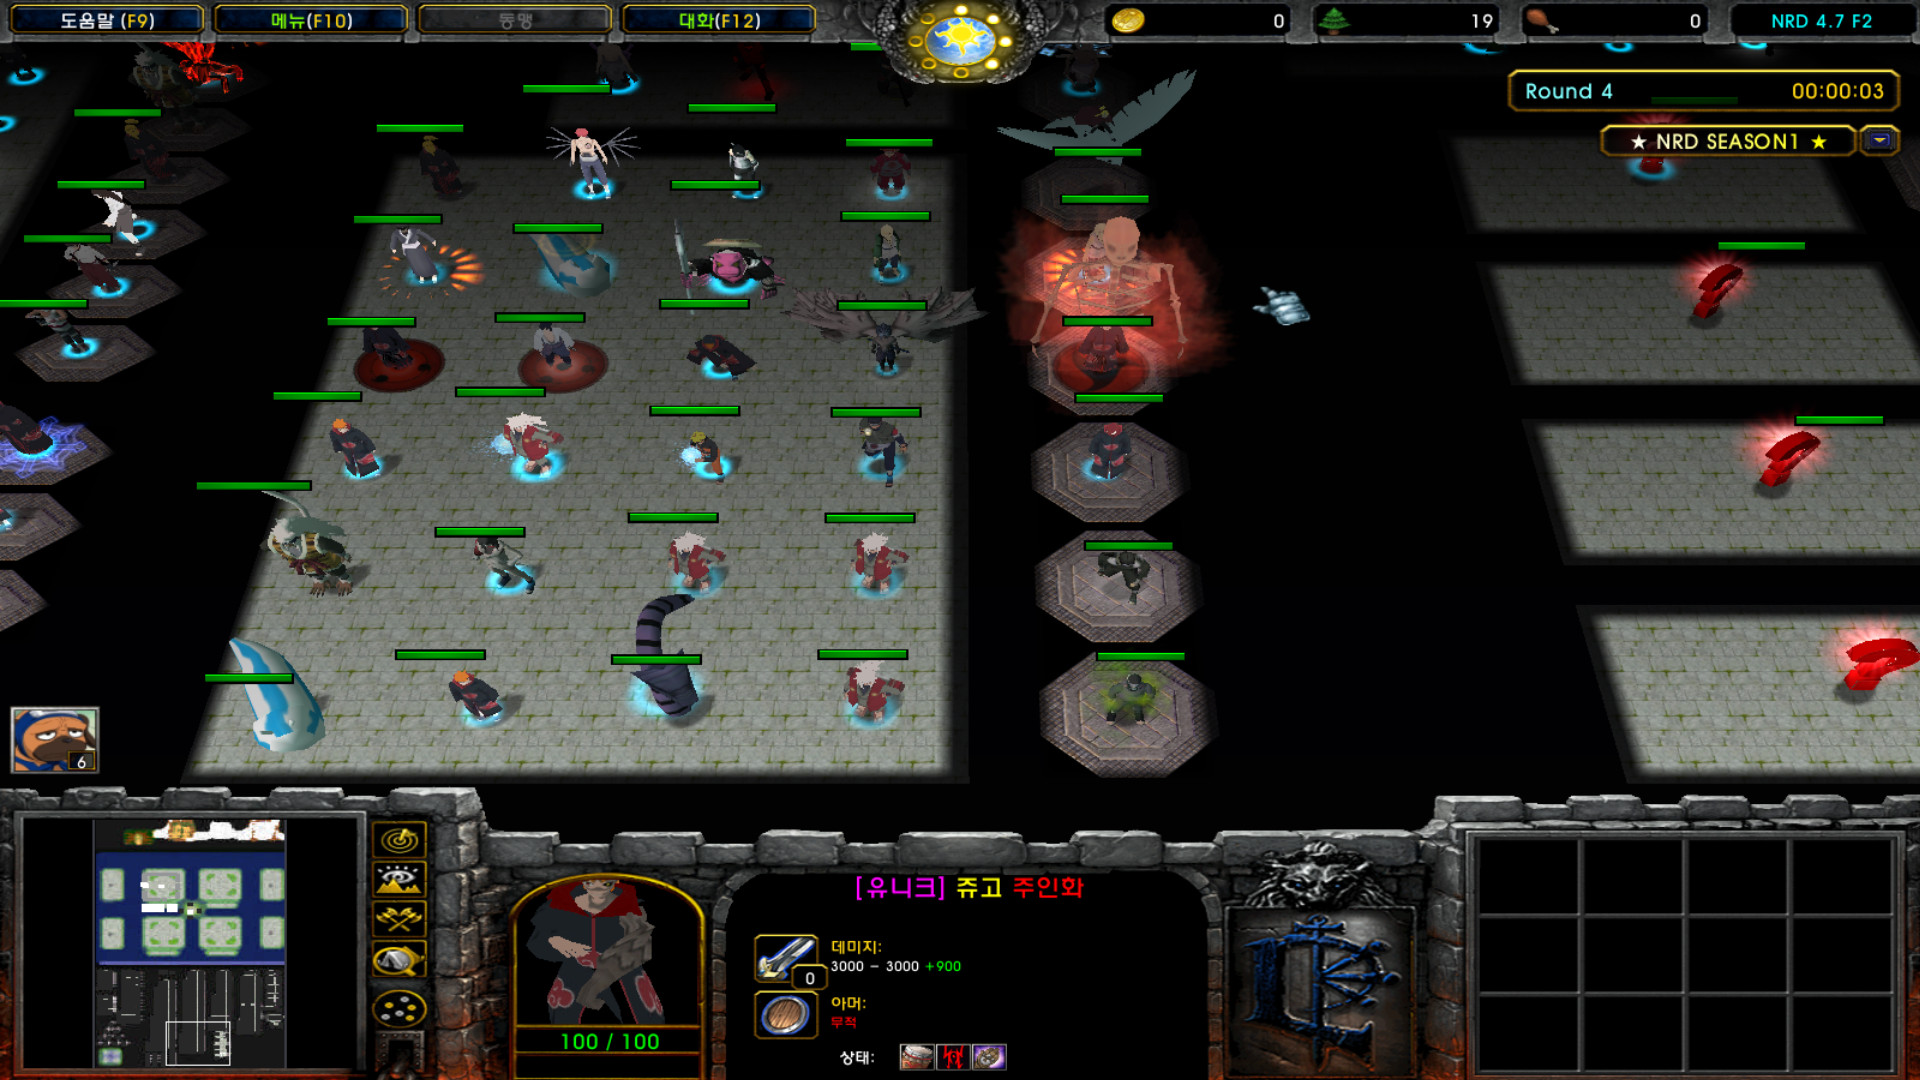 도움말 (F9)
메뉴(F10)
동맹
대화(F12)
0
19
0
NRD 4.7 F2
Round 4
00:00:03
★ NRD SEASON1 ★
6
[유니크] 쥬고 주인화
데미지:
3000 - 3000 +900
0
아머:
무적
상태:
100 / 100